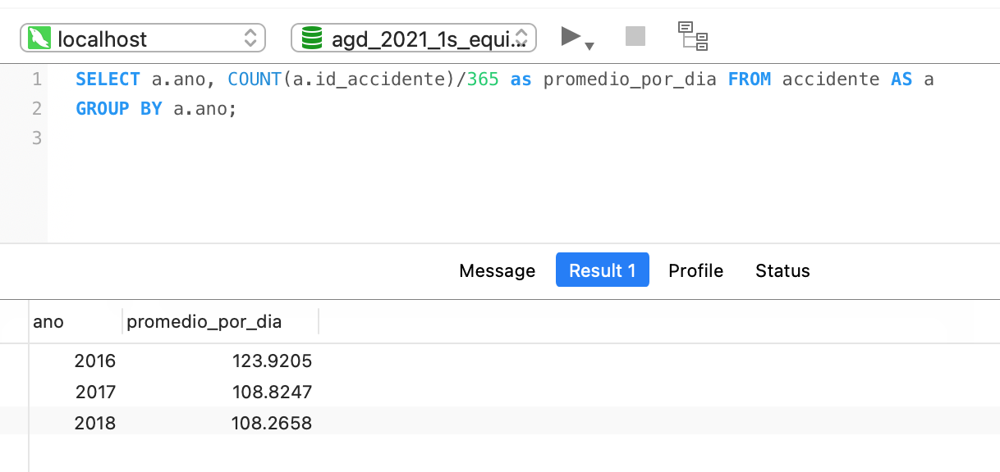 localhost
agd_2021_1s_equi...
1 SELECT a.ano, COUNT(a.id_accidente)/365 as promedio_por_dia FROM accidente AS a
2 GROUP BY a.ano;
3
Message Result 1 Profile Status
ano promedio_por_dia
2016 123.9205
2017 108.8247
2018 108.2658